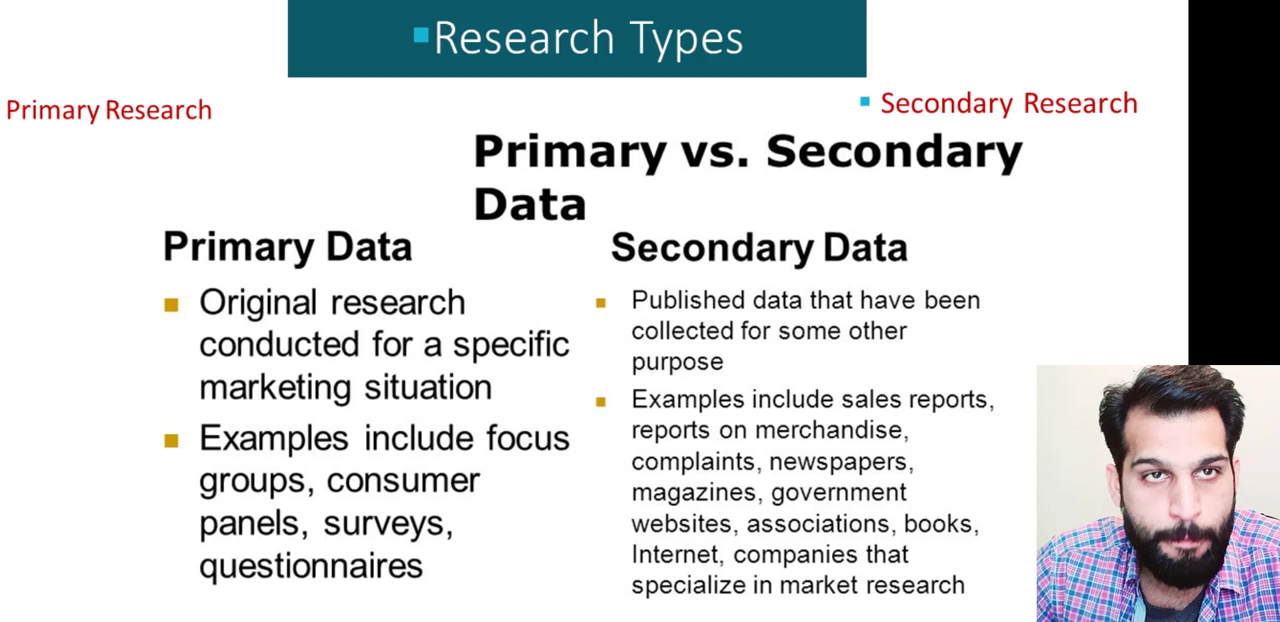 Research Types
Primary Research
Secondary Research
Primary vs. Secondary
Data
Primary Data
Original research
conducted for a specific
marketing situation
Examples include focus
groups, consumer
panels, surveys,
questionnaires
Secondary Data
Published data that have been
collected for some other
purpose
Examples include sales reports,
reports on merchandise,
complaints, newspapers,
magazines, government
websites, associations, books,
Internet, companies that
specialize in market research